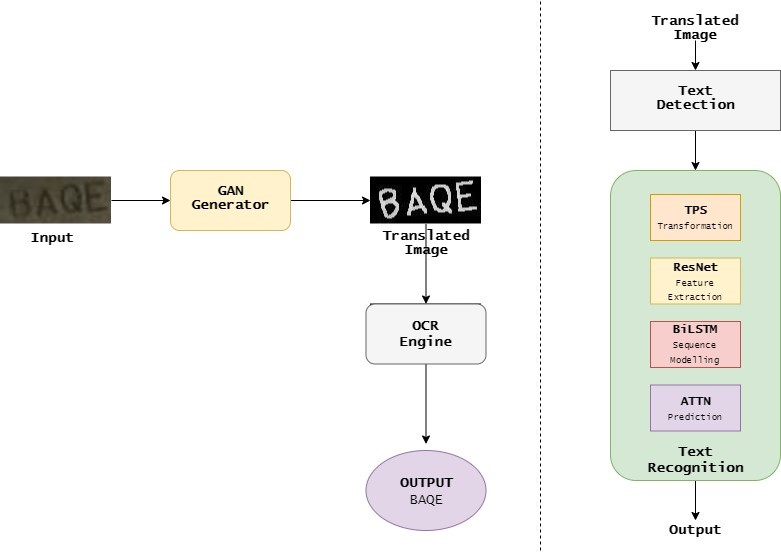 BAQE
Input
GAN
Generator
BAQE
Translated
Image
OCR
Engine
OUTPUT
BAQE
Translated
Image
Text
Detection
TPS
Transformation
ResNet
Feature
Extraction
BiLSTM
Sequence
Modelling
ATTN
Prediction
Text
Recognition
Output